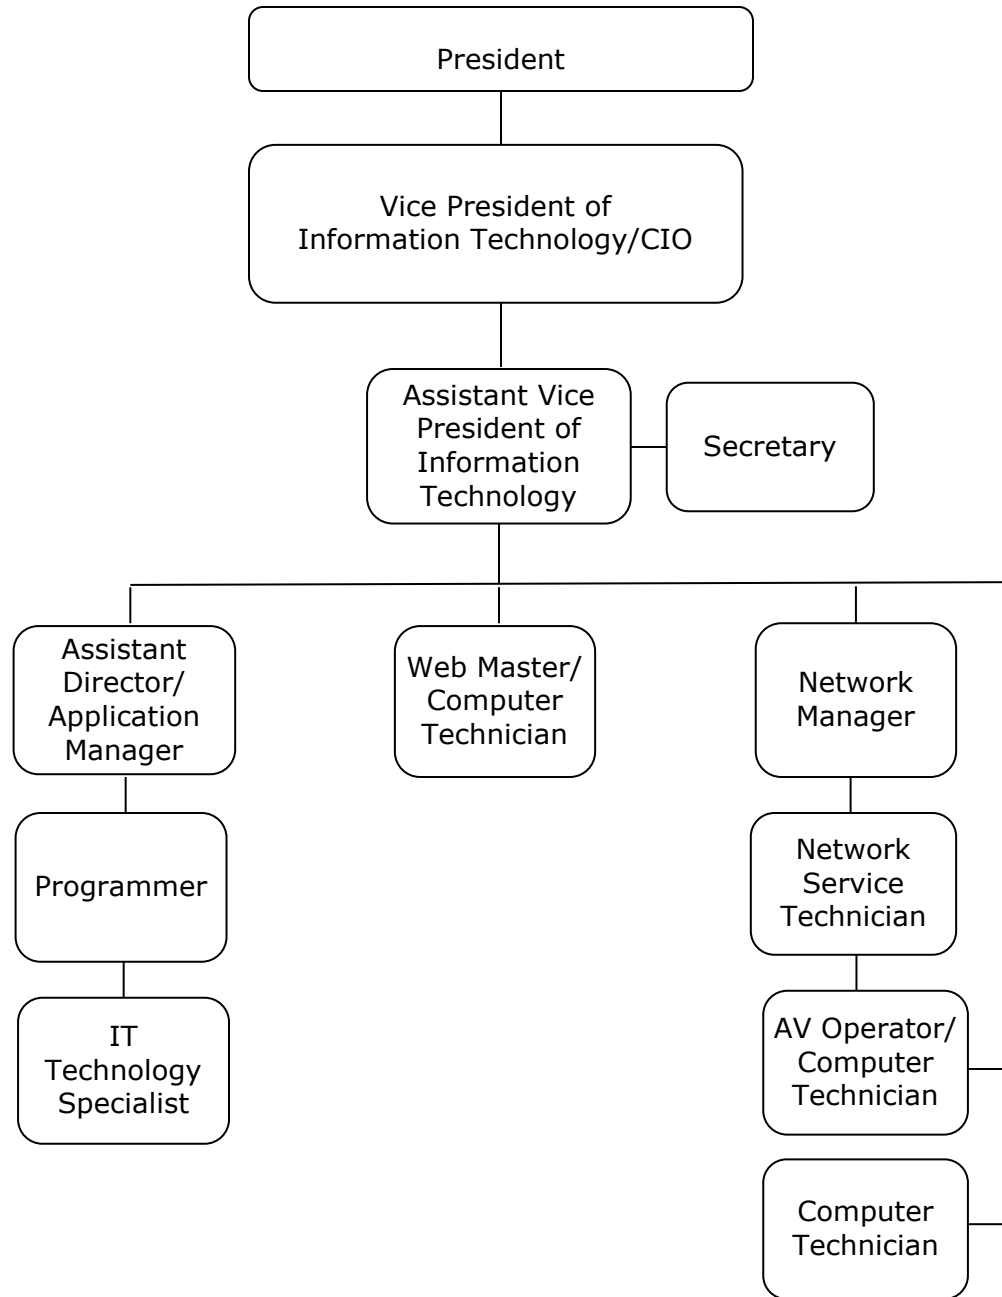 President
Vice President of
Information Technology/CIO
Assistant Vice
President of
Information
Technology
Secretary
Assistant
Director/
Application
Manager
Web Master/
Computer
Technician
Network
Manager
Programmer
Network
Service
Technician
IT
Technology
Specialist
AV Operator/
Computer
Technician
Computer
Technician